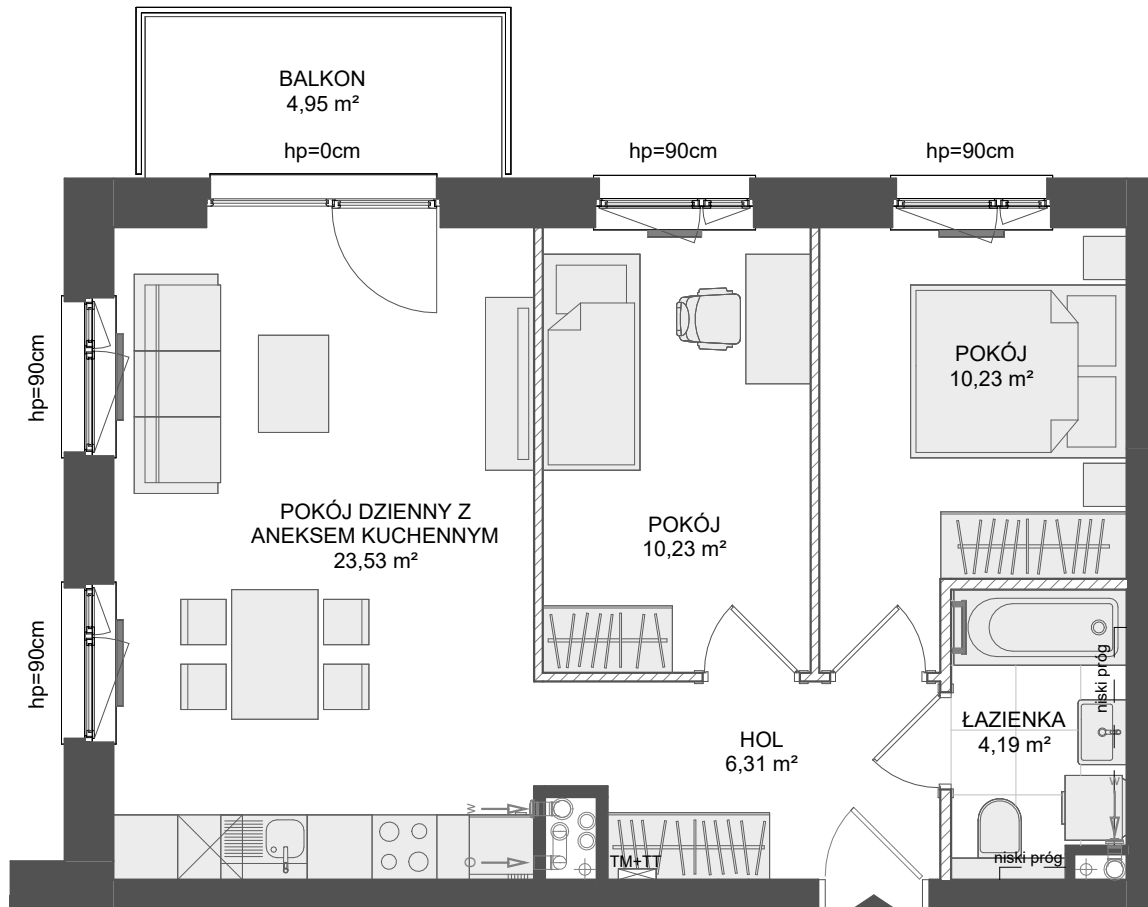 BALKON
4,95 m²
hp=0cm
hp=90cm
hp=90cm
hp=90cm
POKÓJ
10,23 m²
POKÓJ DZIENNY Z
ANEKSEM KUCHENNYM
23,53 m²
POKÓJ
10,23 m²
hp=90cm
niski próg
ŁAZIENKA
4,19 m²
HOL
6,31 m²
W
W
O
TM+TT
niski próg